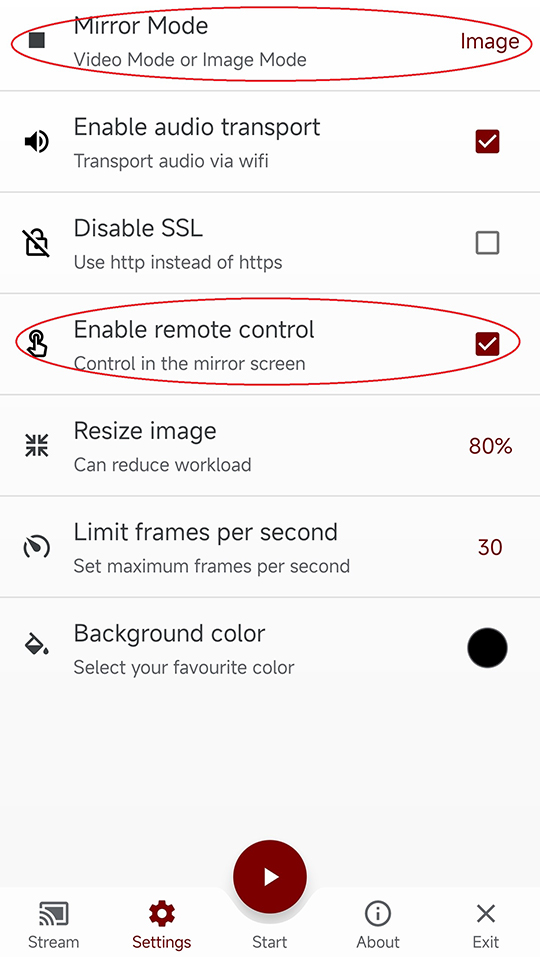 Mirror Mode
Image
Video Mode or Image Mode
Enable audio transport
Transport audio via wifi
Disable SSL
Use http instead of https
Enable remote control
Control in the mirror screen
Resize image
80%
Can reduce workload
Limit frames per second
30
Set maximum frames per second
Background color
Select your favourite color
Stream
Settings
Start
About
Exit